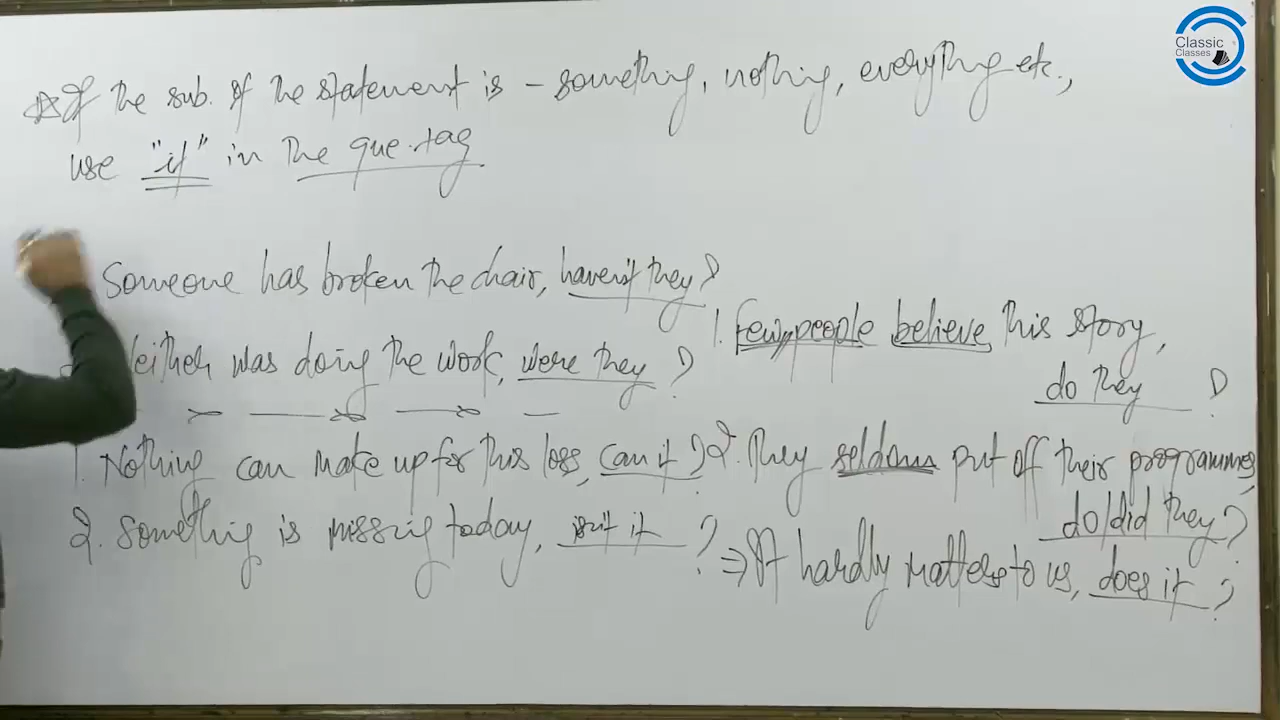 Classic
Classes
If the sub. of the statement is - something, nothing, everything etc.,
use "it" in the que. tag
Someone has broken the chair, haven't they?
Neither was doing the work, were they?
1. Nothing can make up for this loss, can it?
2. Something is missing today, isn't it?
1. Few people believe this story,
do they ?
2. They seldom put off their programmes,
do/did they?
⇒ It hardly matters to us, does it?